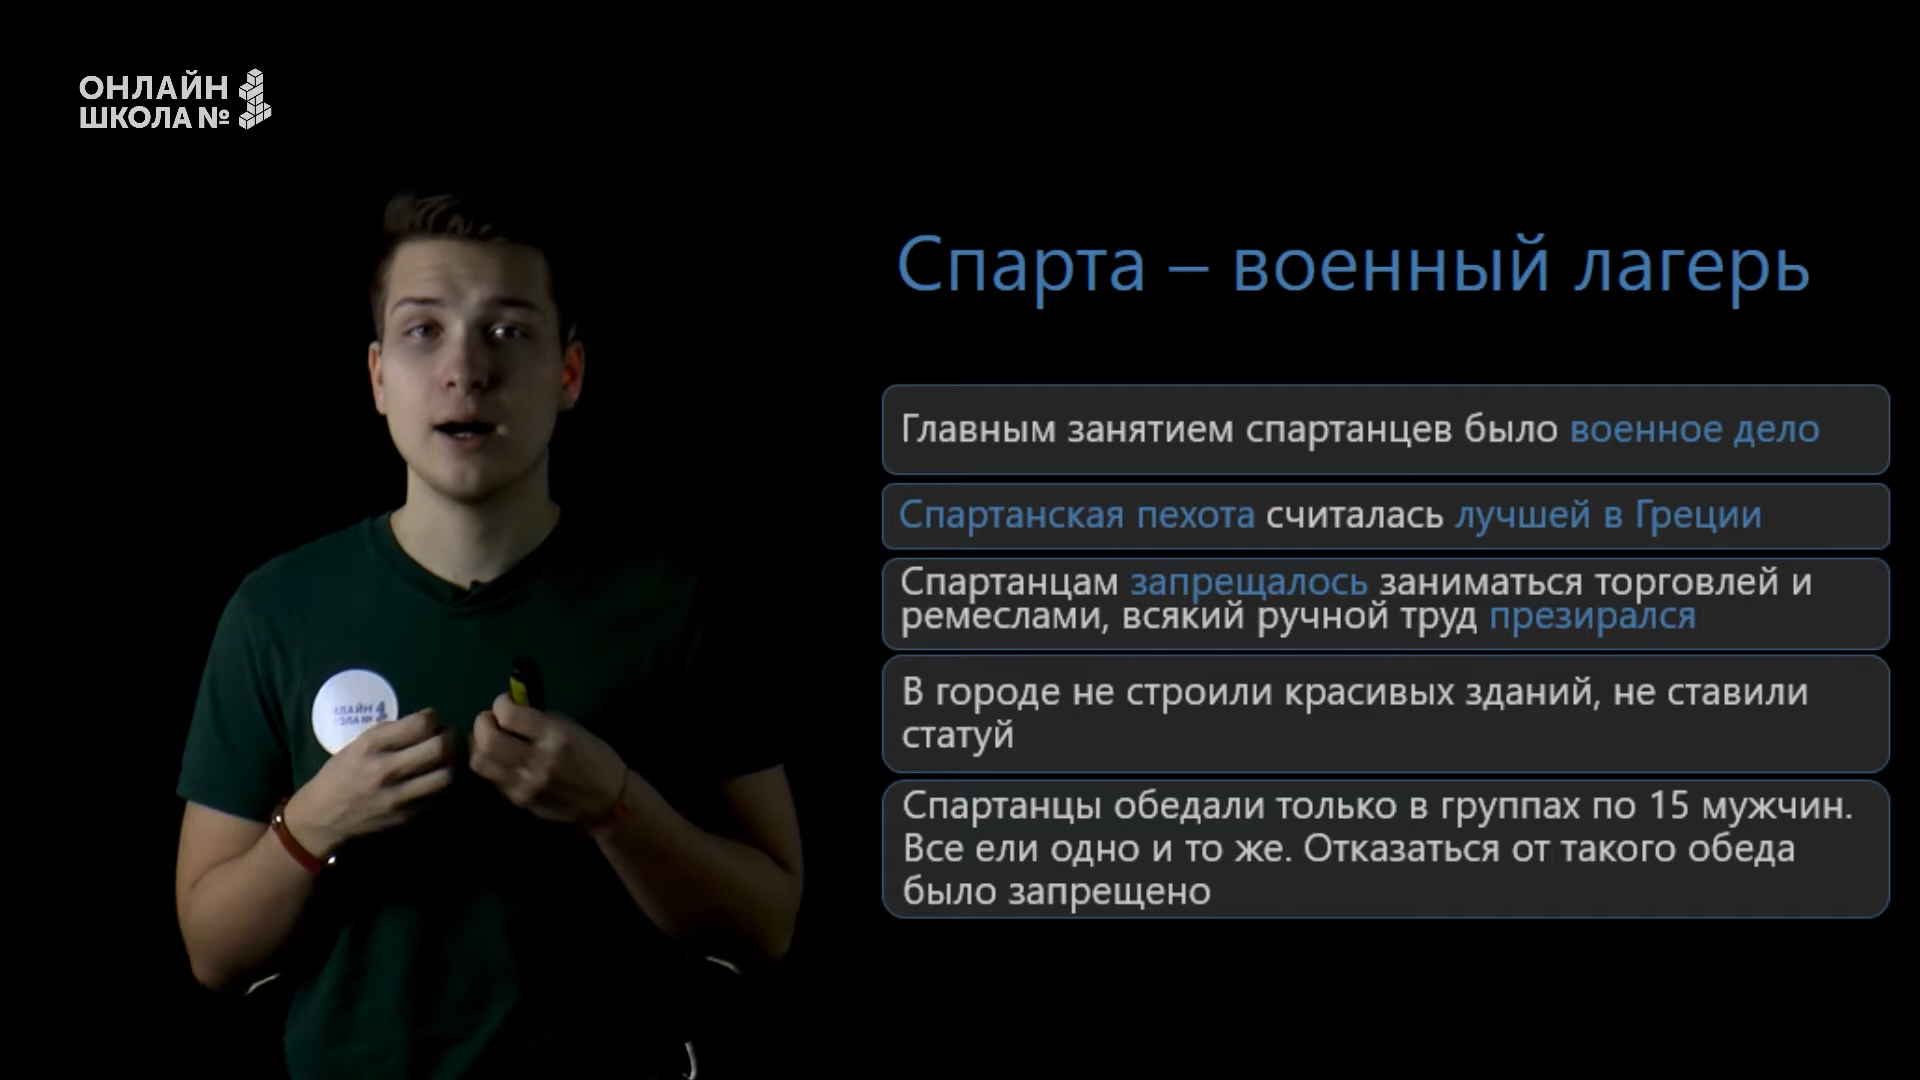 ОНЛАЙН
ШКОЛА №1
Спарта – военный лагерь
Главным занятием спартанцев было военное дело
Спартанская пехота считалась лучшей в Греции
Спартанцам запрещалось заниматься торговлей и
ремеслами, всякий ручной труд презирался
В городе не строили красивых зданий, не ставили
статуй
Спартанцы обедали только в группах по 15 мужчин.
Все ели одно и то же. Отказаться от такого обеда
было запрещено